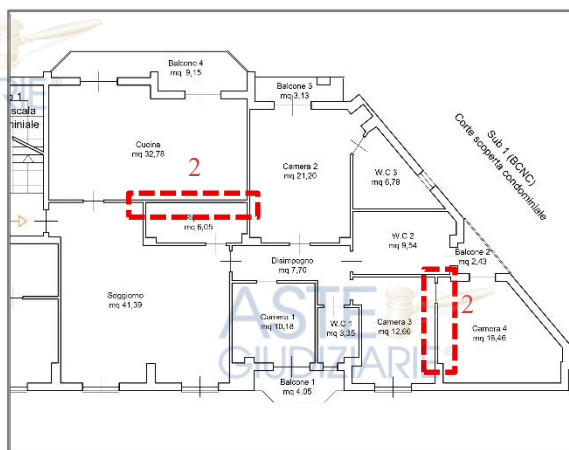 Balcono 4
mq 9,15
Balcone 3
mq 3,13
scala
miniale
Sub 1 (BCNC)
Corte scoperta condominiale
Cucina
mq 32,78
2
Camera 2
mq 21,20
W.C 3
mq 6,78
mq 6,05
W.C 2
mq 9,54
Balcone 2
mq 2,43
Disimpegno
mq 7,70
Soggiorno
mq 41,39
Camera 1
mq 10,18
W.C 1
mq 3,35
Camera 3
mq 12,66
2
Camera 4
mq 16,46
ASTE
GIUDIZIARIE®
Balcone 1
mq 4,05